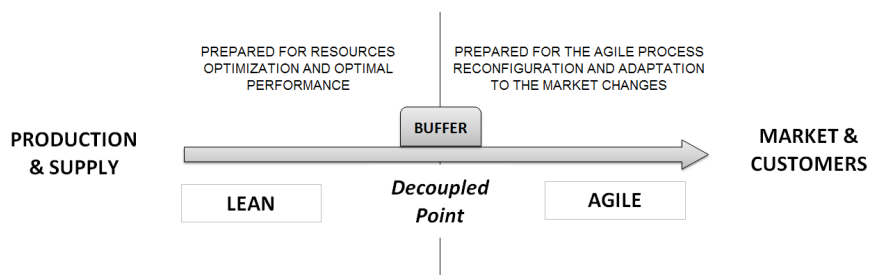 PREPARED FOR RESOURCES
OPTIMIZATION AND OPTIMAL
PERFORMANCE
PREPARED FOR THE AGILE PROCESS
RECONFIGURATION AND ADAPTATION
TO THE MARKET CHANGES
BUFFER
PRODUCTION
& SUPPLY
MARKET &
CUSTOMERS
LEAN
Decoupled
Point
AGILE